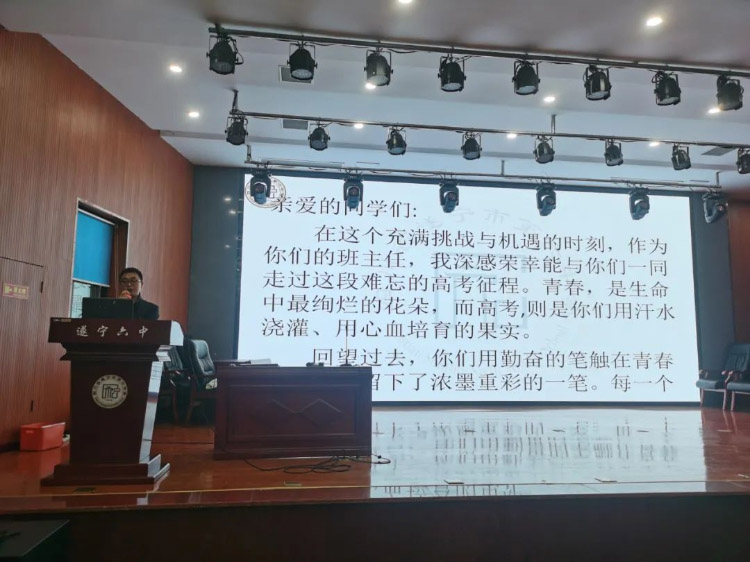 亲爱的同学们:
在这个充满挑战与机遇的时刻，作为
你们的班主任，我深感荣幸能与你们一同
走过这段难忘的高考征程。青春，是生命
中最绚烂的花朵，而高考,则是你们用汗水
浇灌、用心血培育的果实。
回望过去，你们用勤奋的笔触在青春
留下了浓墨重彩的一笔。每一个
遂宁六中